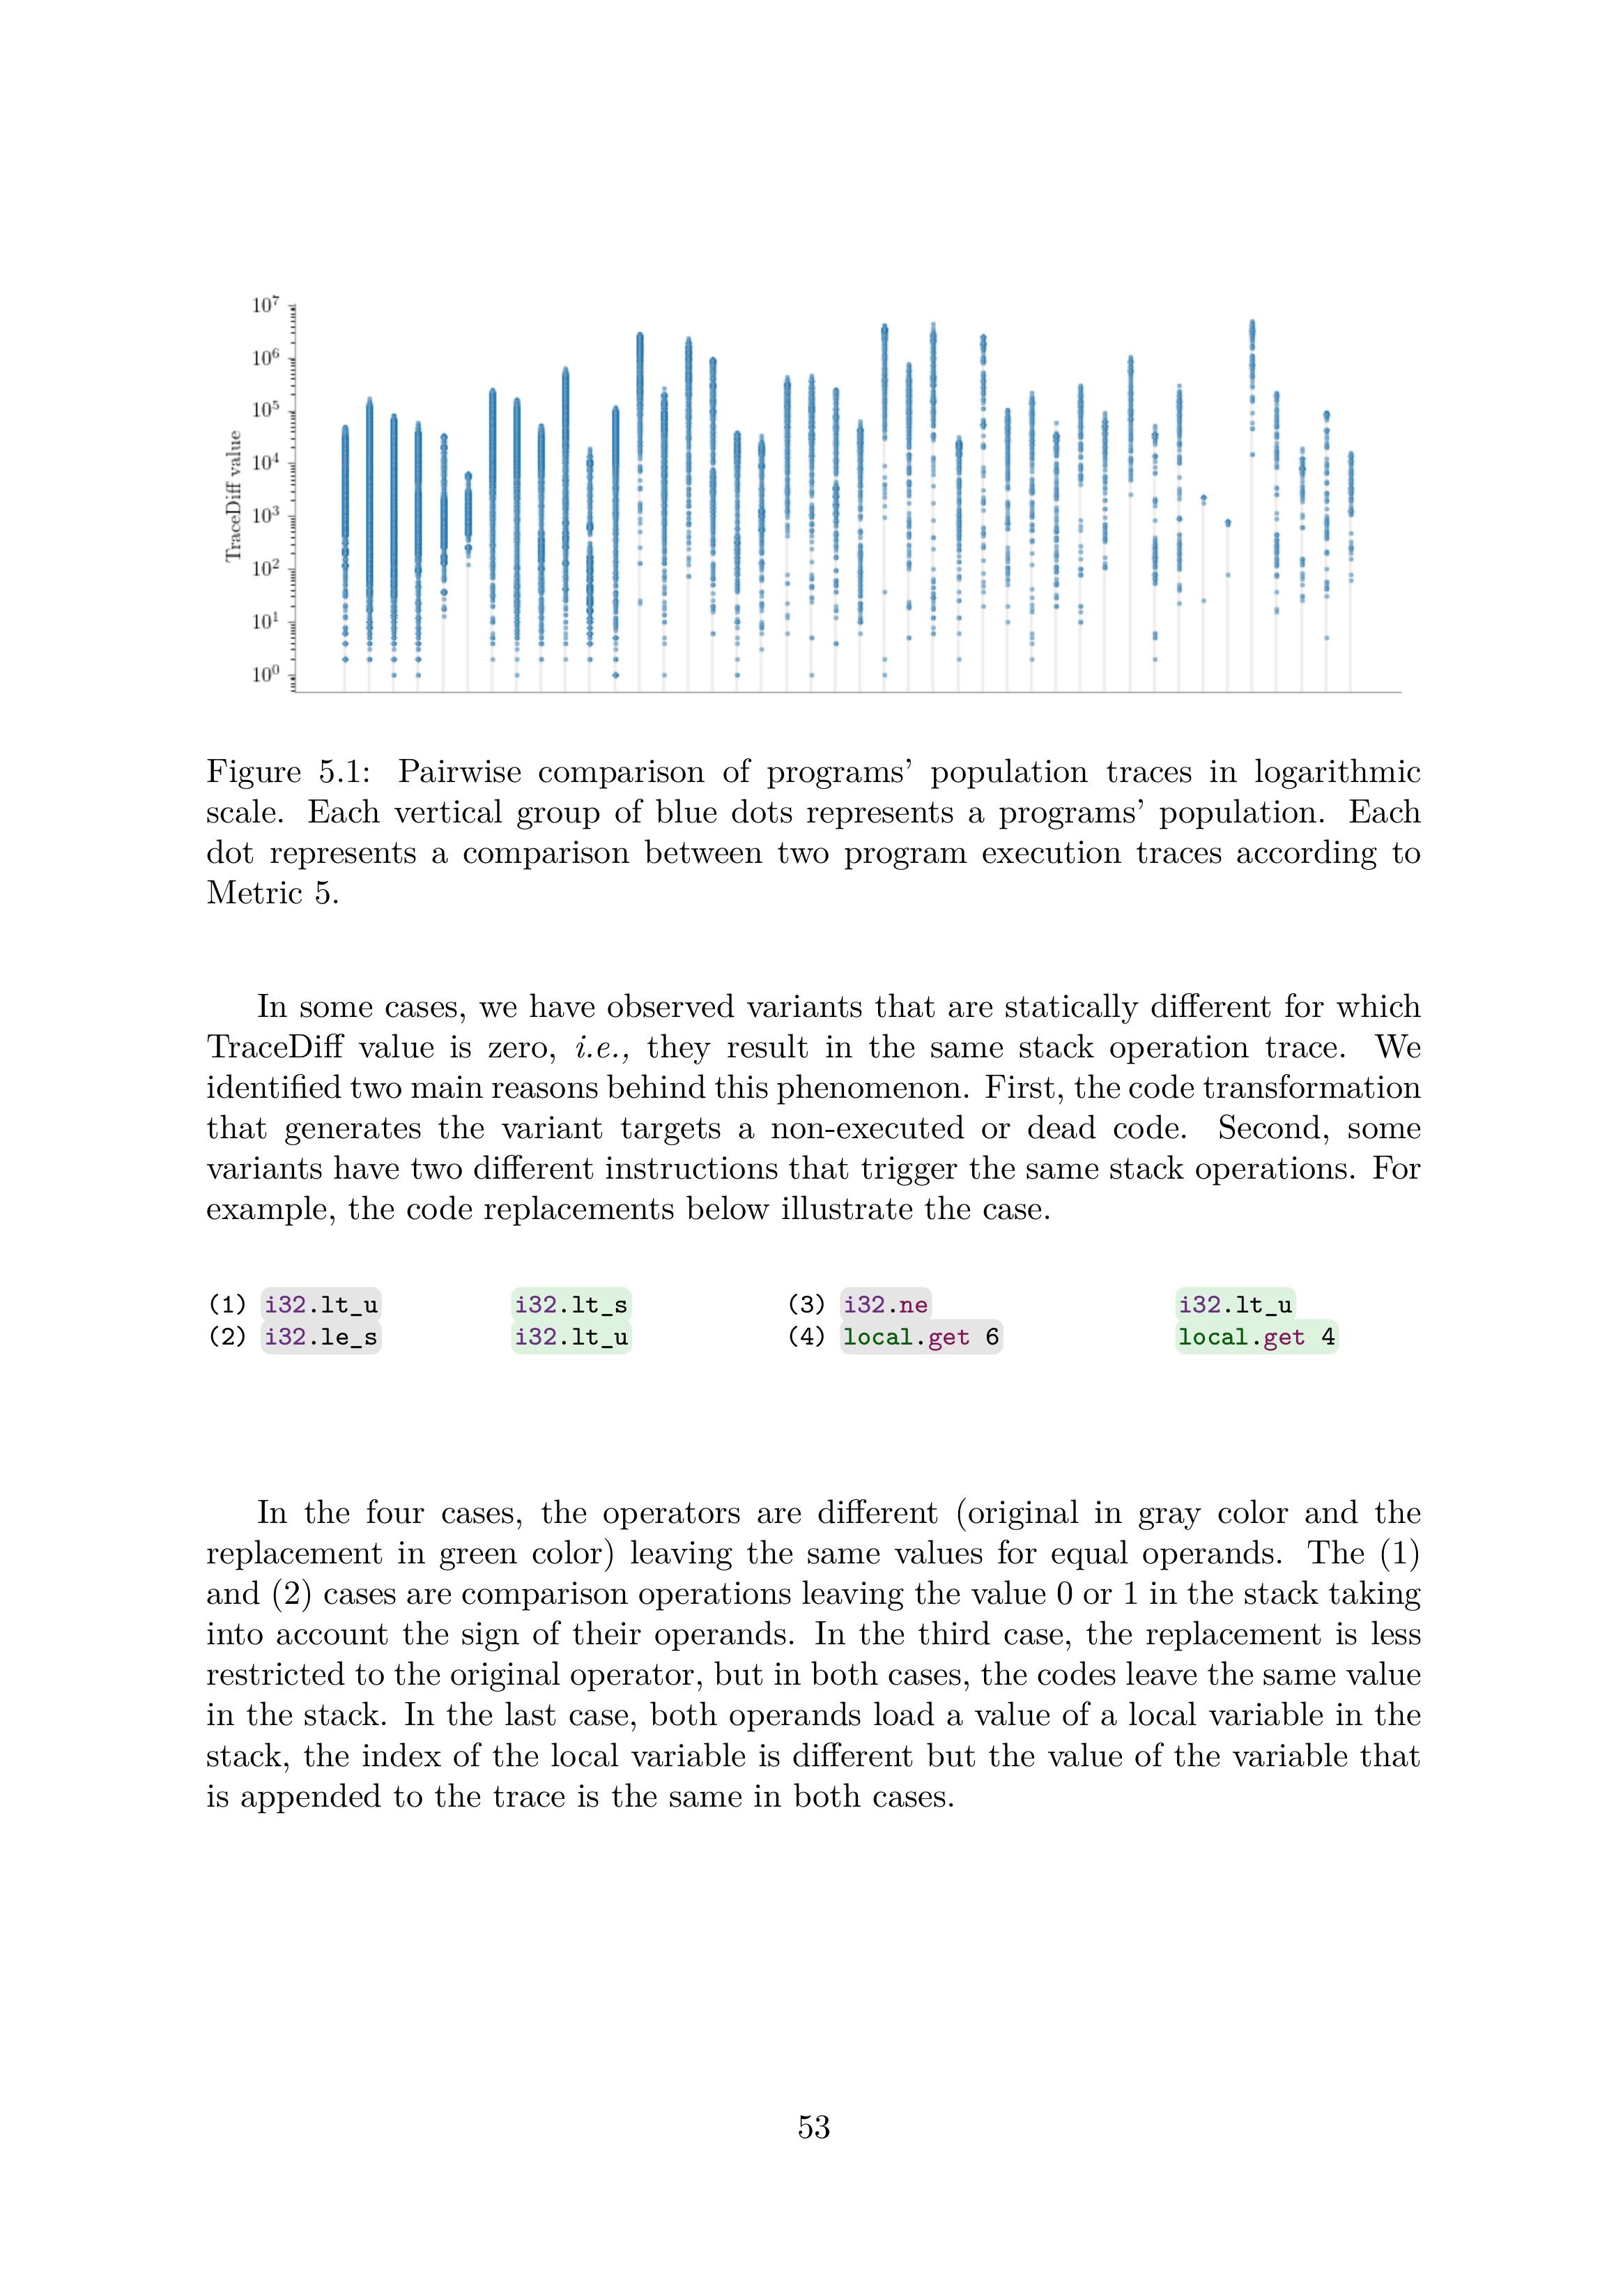 10^7
10^6
10^5
10^4
10^3
10^2
10^1
10^0
TraceDiff value
Figure 5.1: Pairwise comparison of programs' population traces in logarithmic
scale. Each vertical group of blue dots represents a programs' population. Each
dot represents a comparison between two program execution traces according to
Metric 5.
In some cases, we have observed variants that are statically different for which
TraceDiff value is zero, i.e., they result in the same stack operation trace. We
identified two main reasons behind this phenomenon. First, the code transformation
that generates the variant targets a non-executed or dead code. Second, some
variants have two different instructions that trigger the same stack operations. For
example, the code replacements below illustrate the case.
(1) i32.lt_u i32.lt_s (3) i32.ne i32.lt_u
(2) i32.le_s i32.lt_u (4) local.get 6 local.get 4
In the four cases, the operators are different (original in gray color and the
replacement in green color) leaving the same values for equal operands. The (1)
and (2) cases are comparison operations leaving the value 0 or 1 in the stack taking
into account the sign of their operands. In the third case, the replacement is less
restricted to the original operator, but in both cases, the codes leave the same value
in the stack. In the last case, both operands load a value of a local variable in the
stack, the index of the local variable is different but the value of the variable that
is appended to the trace is the same in both cases.
53